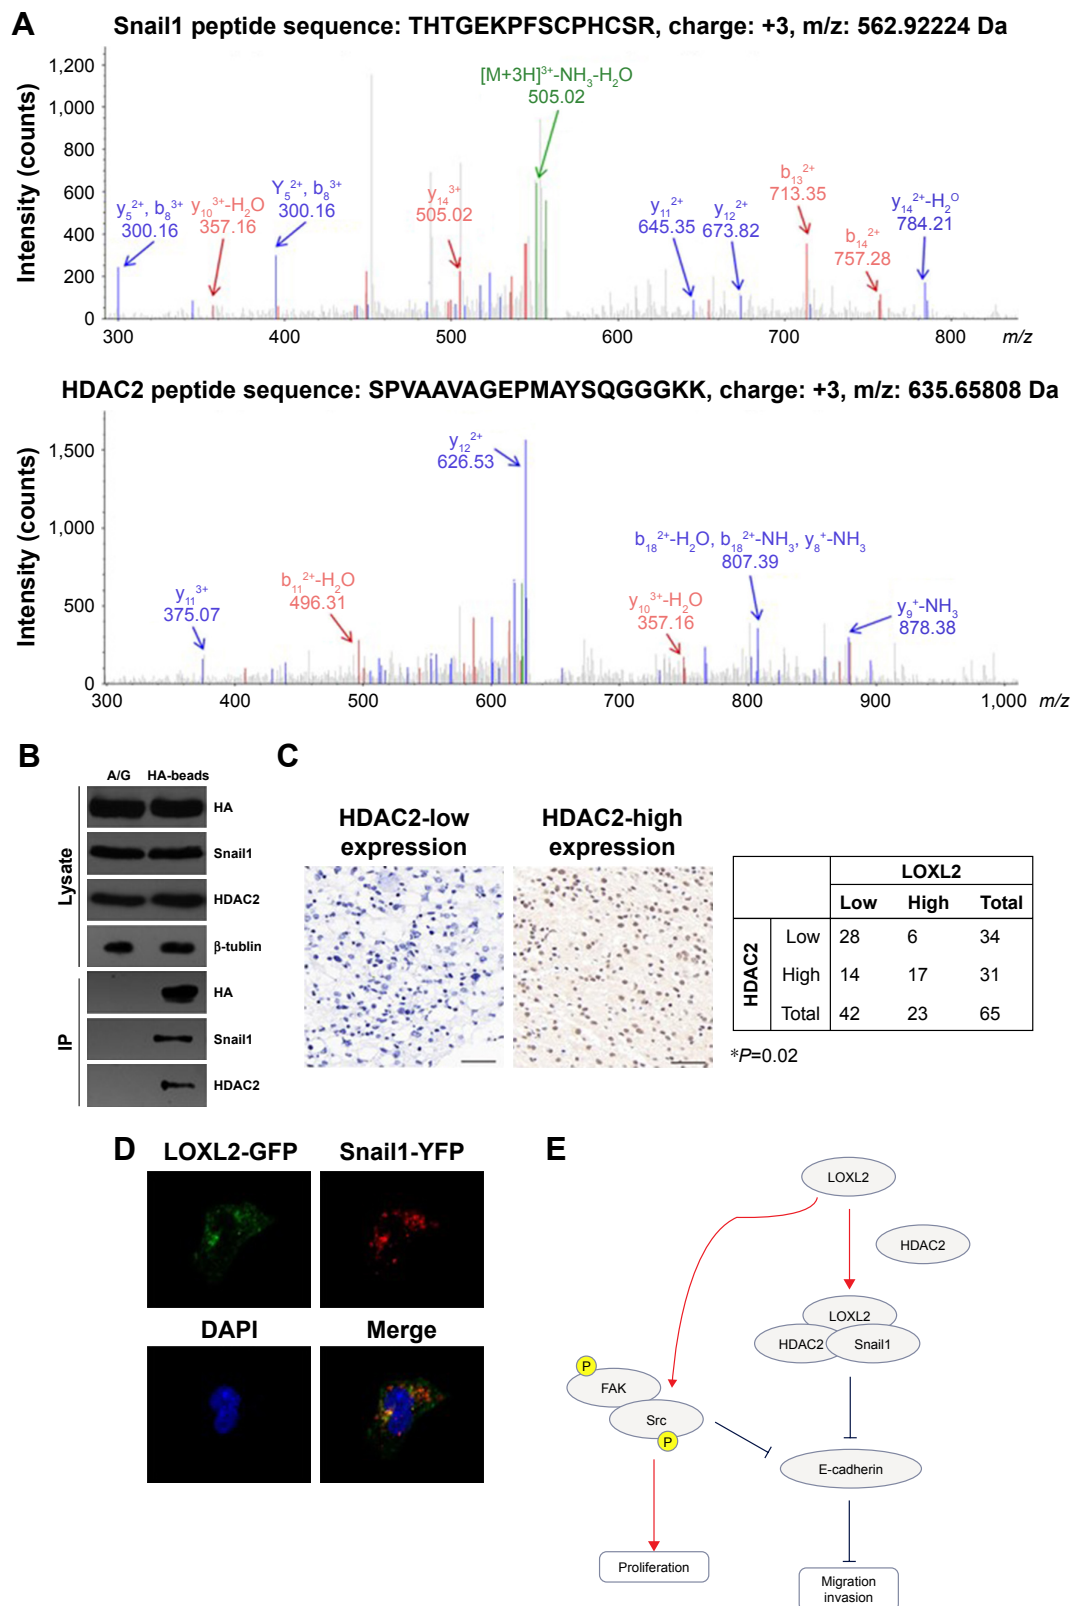 A
Snail1 peptide sequence: THTGEKPFSCPHCSR, charge: +3, m/z: 562.92224 Da
Intensity (counts)
1,200
1,000
800
600
400
200
0
300 400 500 600 700 800 m/z
y₅²⁺, b₈³⁺
300.16
y₁₀³⁺-H₂O
357.16
Y₅²⁺, b₈³⁺
300.16
y₁₄³⁺
505.02
[M+3H]³⁺-NH₃-H₂O
505.02
y₁₁²⁺
645.35
y₁₂²⁺
673.82
b₁₃²⁺
713.35
b₁₄²⁺
757.28
y₁₄²⁺-H₂O
784.21
HDAC2 peptide sequence: SPVAAVAGEPMAYSQGGGKK, charge: +3, m/z: 635.65808 Da
Intensity (counts)
1,500
1,000
500
0
300 400 500 600 700 800 900 1,000 m/z
y₁₁³⁺
375.07
b₁₁²⁺-H₂O
496.31
y₁₂²⁺
626.53
y₁₀³⁺-H₂O
357.16
b₁₈²⁺-H₂O, b₁₈²⁺-NH₃, y₈⁺-NH₃
807.39
y₉⁺-NH₃
878.38
B
A/G HA-beads
Lysate
HA
Snail1
HDAC2
β-tublin
IP
HA
Snail1
HDAC2
C
HDAC2-low
expression
HDAC2-high
expression
LOXL2
Low High Total
HDAC2
Low 28 6 34
High 14 17 31
Total 42 23 65
*P=0.02
D
LOXL2-GFP Snail1-YFP
DAPI Merge
E
LOXL2
HDAC2
LOXL2
HDAC2 Snail1
P
FAK
Src
P
E-cadherin
Proliferation
Migration
invasion